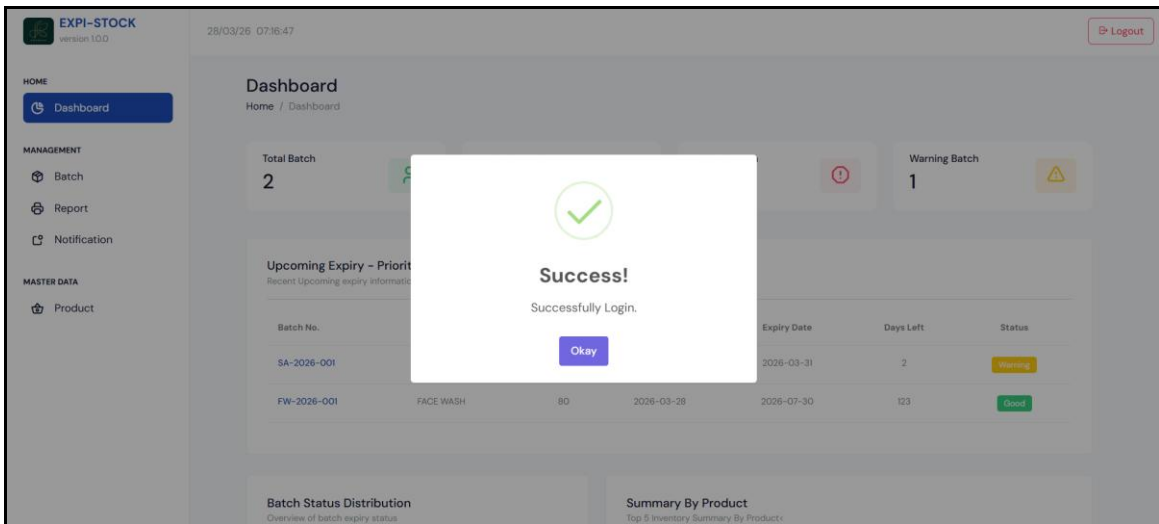 EXPI-STOCK
version 1.0.0
28/03/26 07:16:47
Logout
HOME
Dashboard
MANAGEMENT
Batch
Report
Notification
MASTER DATA
Product
Dashboard
Home / Dashboard
Total Batch
2
Warning Batch
1
Success!
Successfully Login.
Okay
Upcoming Expiry - Priorit
Recent Upcoming expiry informatic
Batch No. Expiry Date Days Left Status
SA-2026-001 2026-03-31 2 Warning
FW-2026-001 FACE WASH 80 2026-03-28 2026-07-30 123 Good
Batch Status Distribution
Overview of batch expiry status
Summary By Product
Top 5 Inventory Summary By Product